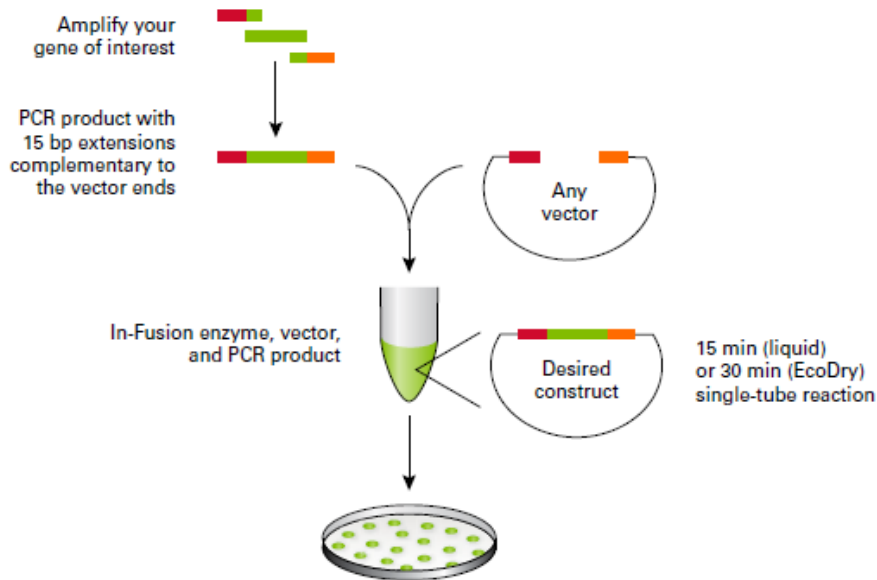 Amplify your
gene of interest
PCR product with
15 bp extensions
complementary to
the vector ends
Any
vector
In-Fusion enzyme, vector,
and PCR product
Desired
construct
15 min (liquid)
or 30 min (EcoDry)
single-tube reaction